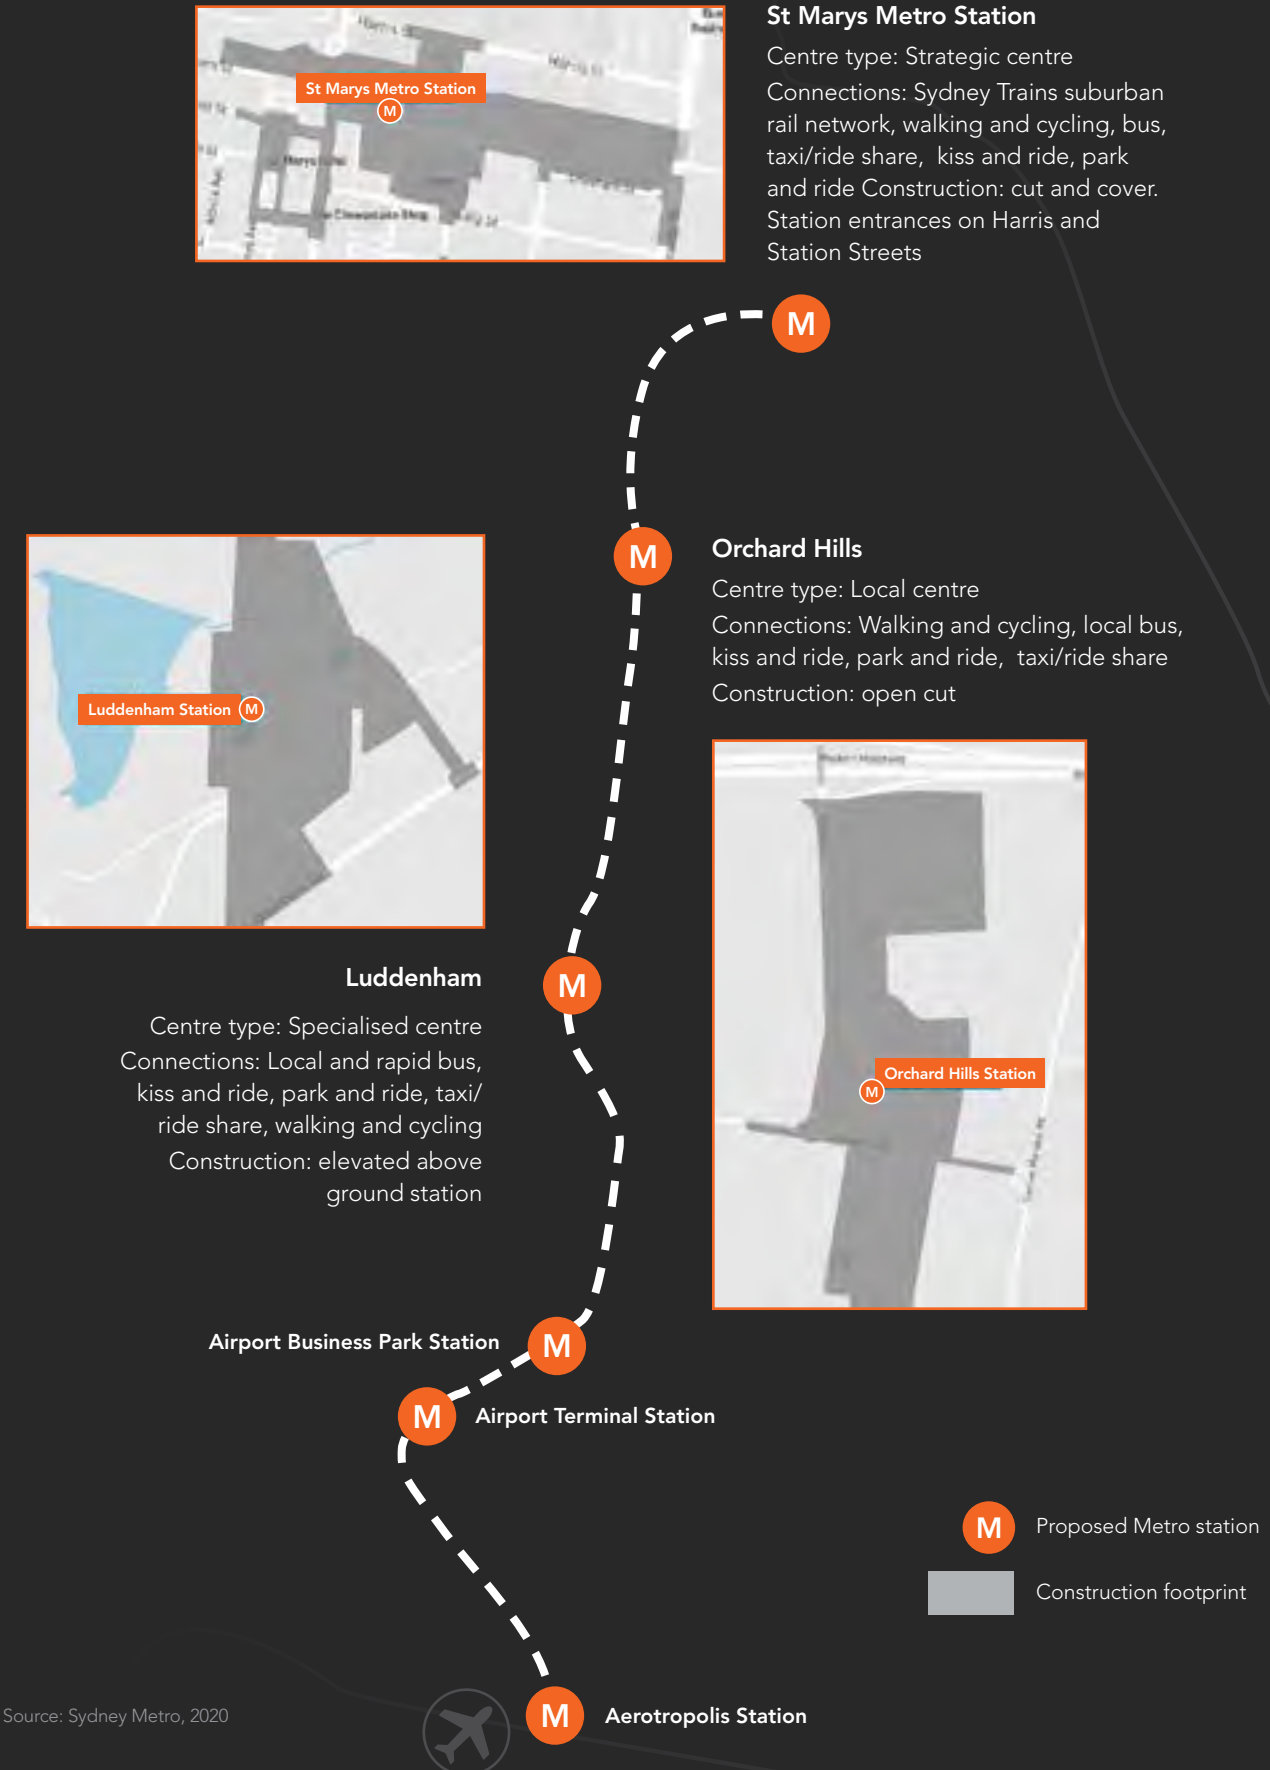 St Marys Metro Station
Centre type: Strategic centre
Connections: Sydney Trains suburban
rail network, walking and cycling, bus,
taxi/ride share, kiss and ride, park
and ride Construction: cut and cover.
Station entrances on Harris and
Station Streets
St Marys Metro Station
M
M
M
Orchard Hills
Centre type: Local centre
Connections: Walking and cycling, local bus,
kiss and ride, park and ride, taxi/ride share
Construction: open cut
Luddenham Station
M
Orchard Hills Station
M
M
Luddenham
Centre type: Specialised centre
Connections: Local and rapid bus,
kiss and ride, park and ride, taxi/
ride share, walking and cycling
Construction: elevated above
ground station
Airport Business Park Station
M
M
Airport Terminal Station
M
Proposed Metro station
Construction footprint
Source: Sydney Metro, 2020
M
Aerotropolis Station